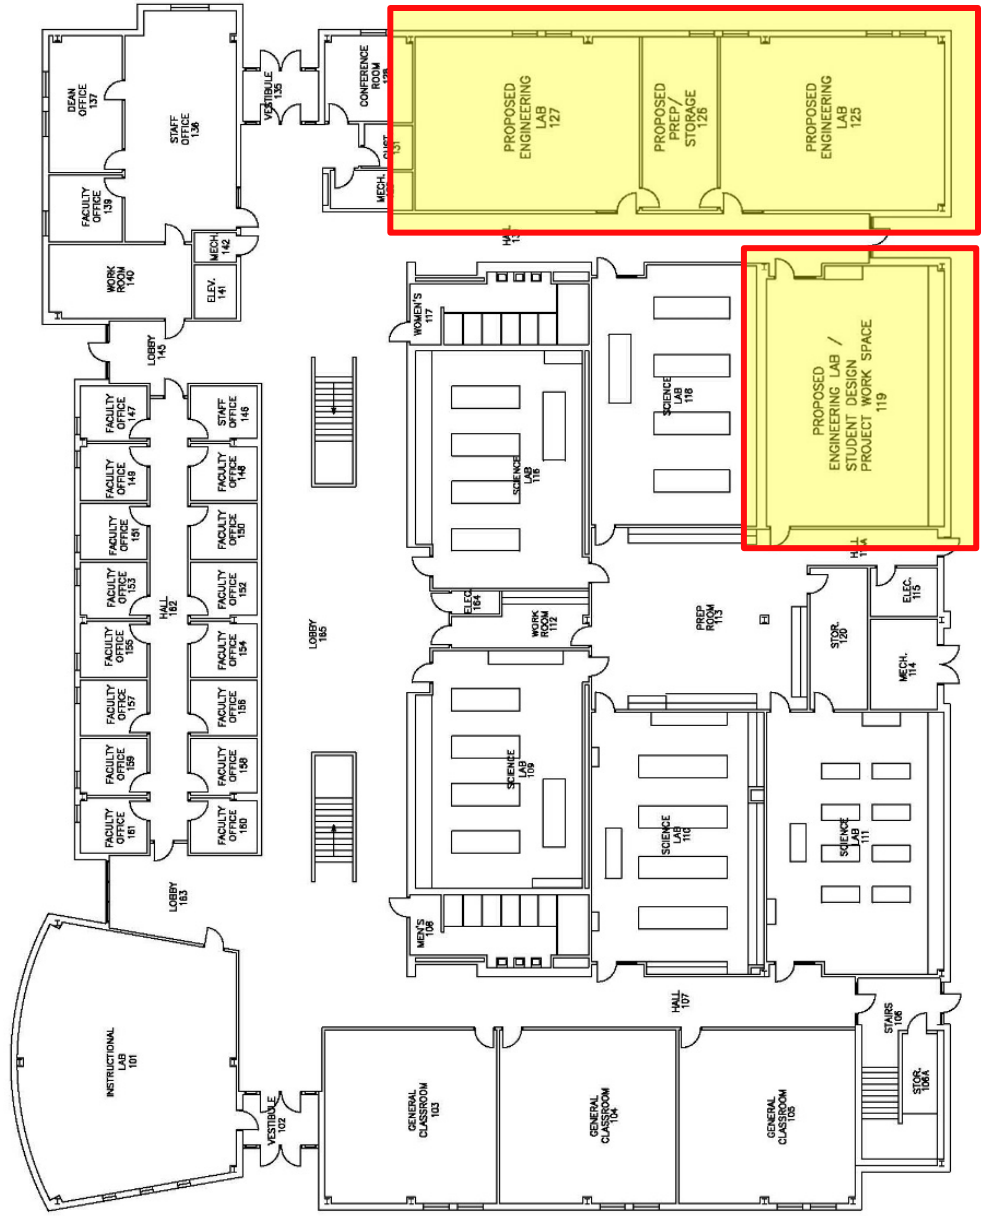 DEAN
OFFICE
137
STAFF
OFFICE
136
VESTIBULE
135
CONFERENCE
ROOM
PROPOSED
ENGINEERING
LAB
127
PROPOSED
PREP/
STORAGE
126
PROPOSED
ENGINEERING
LAB
125
131
MECH.
FACULTY
OFFICE
139
MECH.
142
ELEV.
141
WORK
ROOM
140
HALL
LOBBY
145
WOMEN'S
117
SCIENCE
LAB
118
PROPOSED
ENGINEERING LAB /
STUDENT DESIGN
PROJECT WORK SPACE
119
FACULTY
OFFICE
147
STAFF
OFFICE
146
FACULTY
OFFICE
149
FACULTY
OFFICE
148
SCIENCE
LAB
116
FACULTY
OFFICE
151
FACULTY
OFFICE
150
HALL
FACULTY
OFFICE
153
HALL
162
FACULTY
OFFICE
152
ELEC.
164
WORK
ROOM
112
PREP
ROOM
113
STOR.
120
ELEC.
115
MECH.
114
FACULTY
OFFICE
155
FACULTY
OFFICE
154
LOBBY
165
FACULTY
OFFICE
157
FACULTY
OFFICE
156
FACULTY
OFFICE
159
FACULTY
OFFICE
158
SCIENCE
LAB
109
FACULTY
OFFICE
161
FACULTY
OFFICE
160
SCIENCE
LAB
110
SCIENCE
LAB
111
LOBBY
163
MEN'S
108
HALL
107
STAIRS
106
STOR.
106A
INSTRUCTIONAL
LAB
101
VESTIBULE
102
GENERAL
CLASSROOM
103
GENERAL
CLASSROOM
104
GENERAL
CLASSROOM
105